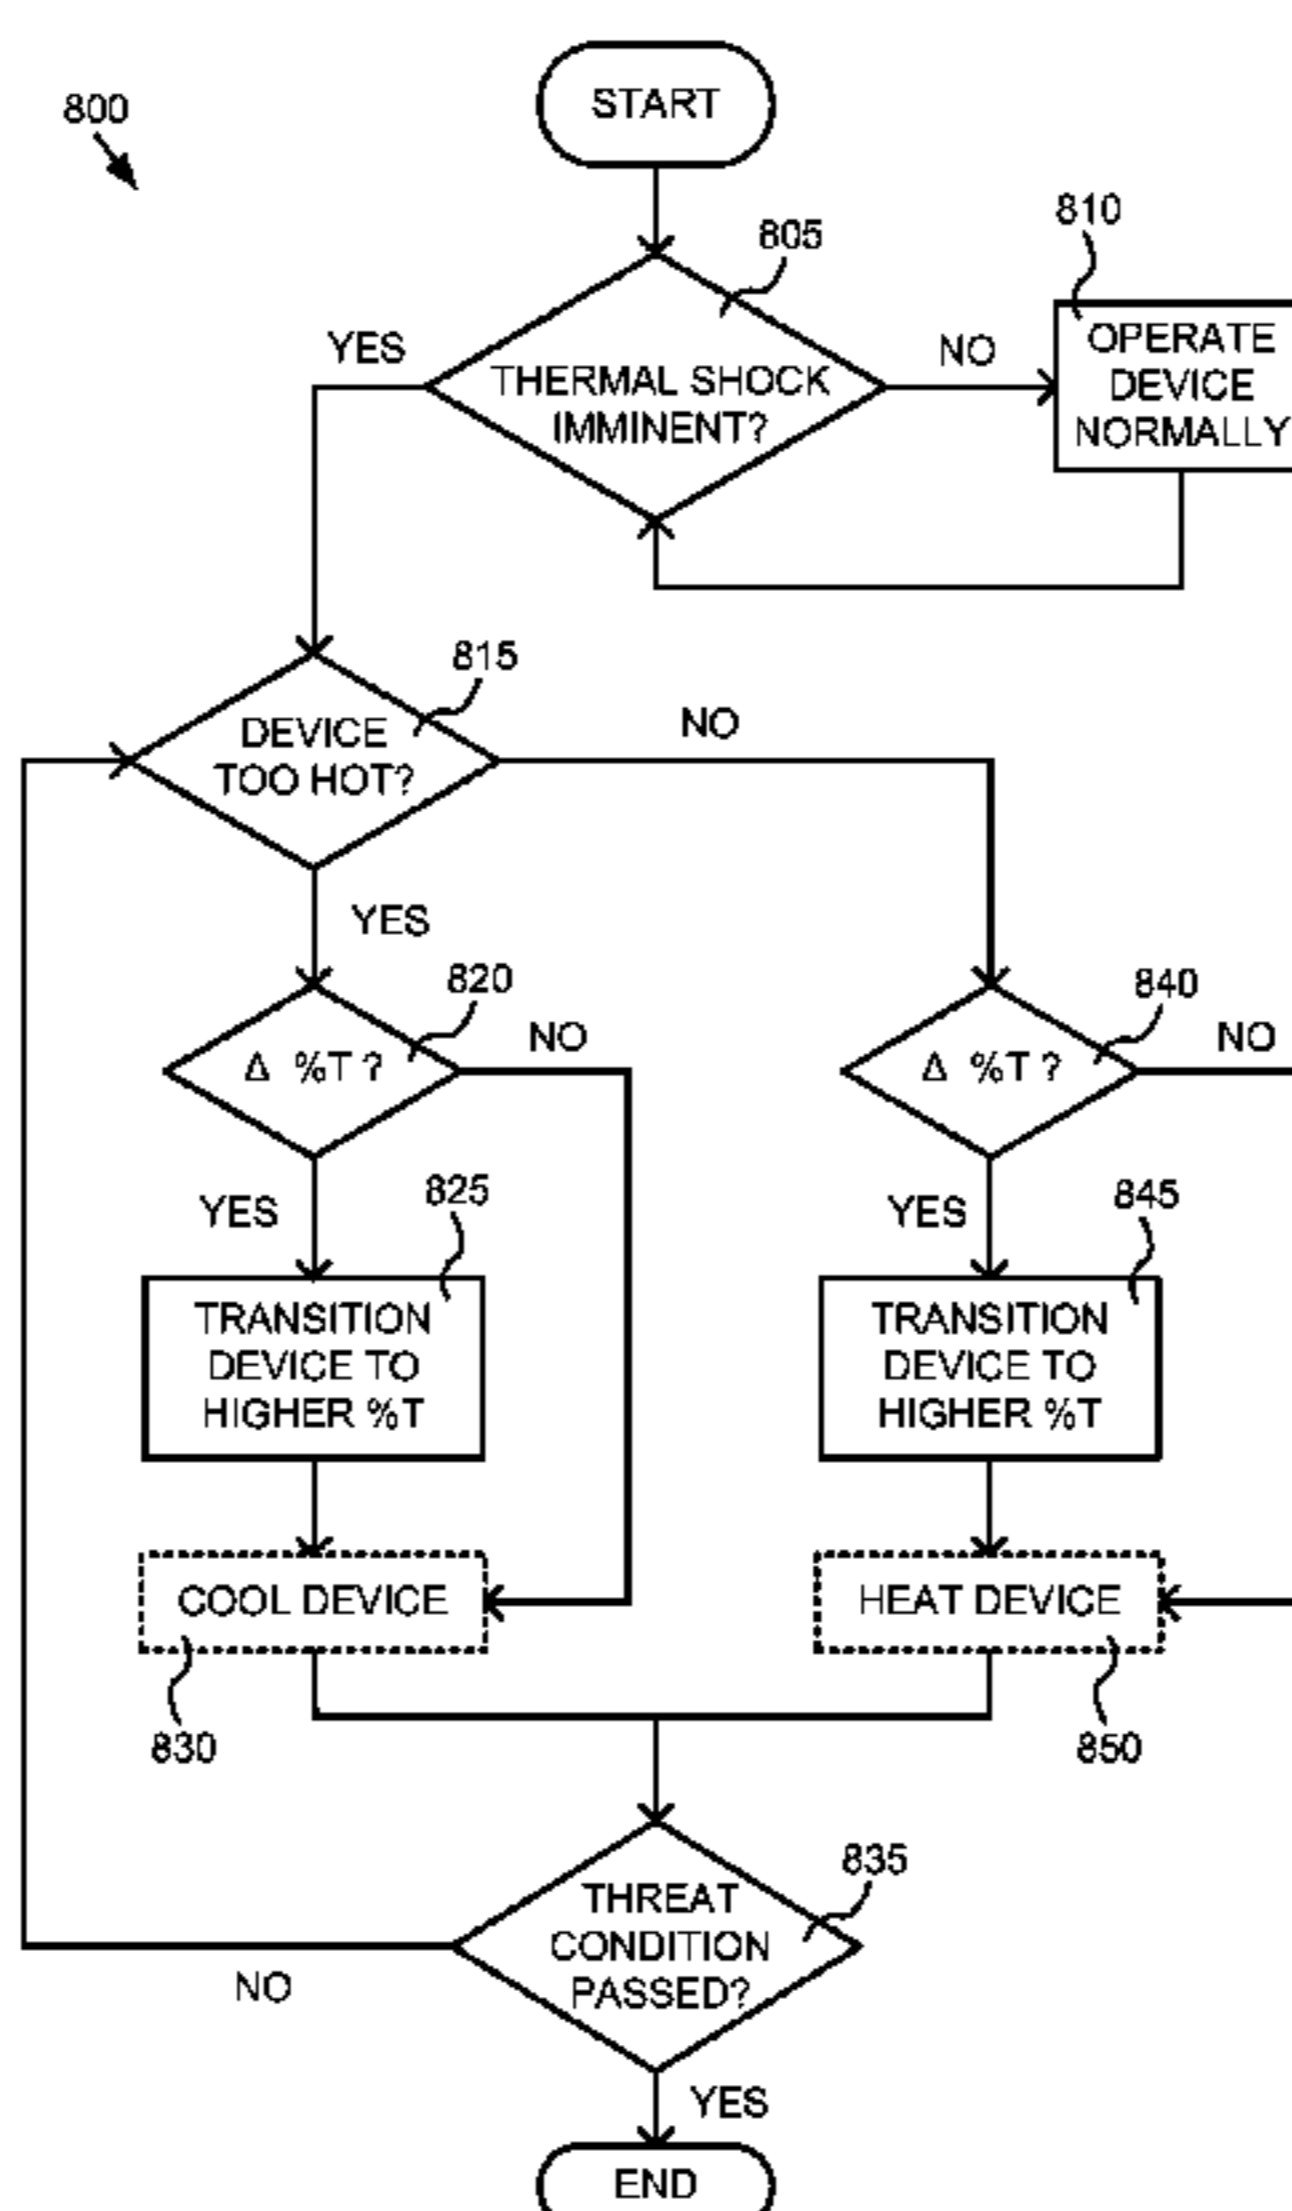 START
800
805
810
YES
THERMAL SHOCK
IMMINENT?
NO
OPERATE
DEVICE
NORMALLY
815
DEVICE
TOO HOT?
NO
YES
820
Δ %T ?
NO
840
Δ %T ?
NO
YES
825
TRANSITION
DEVICE TO
HIGHER %T
YES
845
TRANSITION
DEVICE TO
HIGHER %T
COOL DEVICE
830
HEAT DEVICE
850
835
THREAT
CONDITION
PASSED?
NO
YES
END